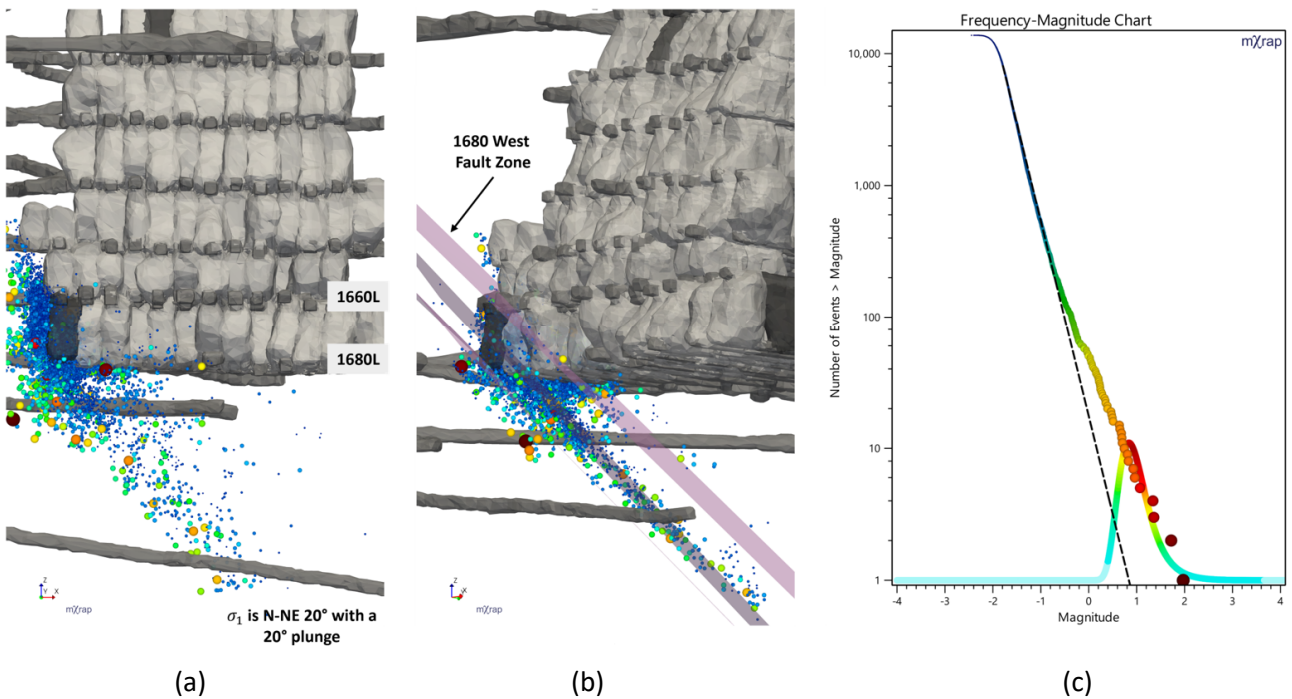 1660L
1680L
Z
Y
X
mXrap
σ₁ is N-NE 20° with a
20° plunge
(a)
1680 West
Fault Zone
Z
X
mXrap
(b)
Frequency-Magnitude Chart
mXrap
10,000
1,000
100
10
1
Number of Events > Magnitude
-4
-3
-2
-1
0
1
2
3
4
Magnitude
(c)